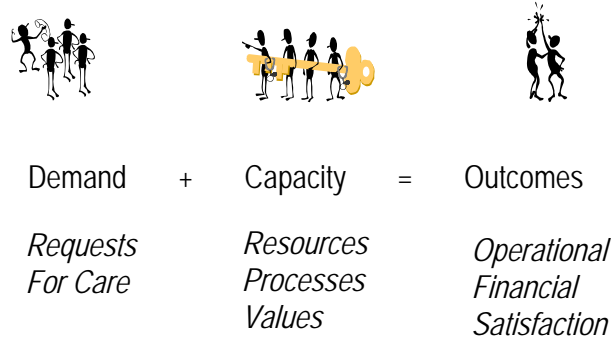 Demand + Capacity = Outcomes
Requests
For Care
Resources
Processes
Values
Operational
Financial
Satisfaction